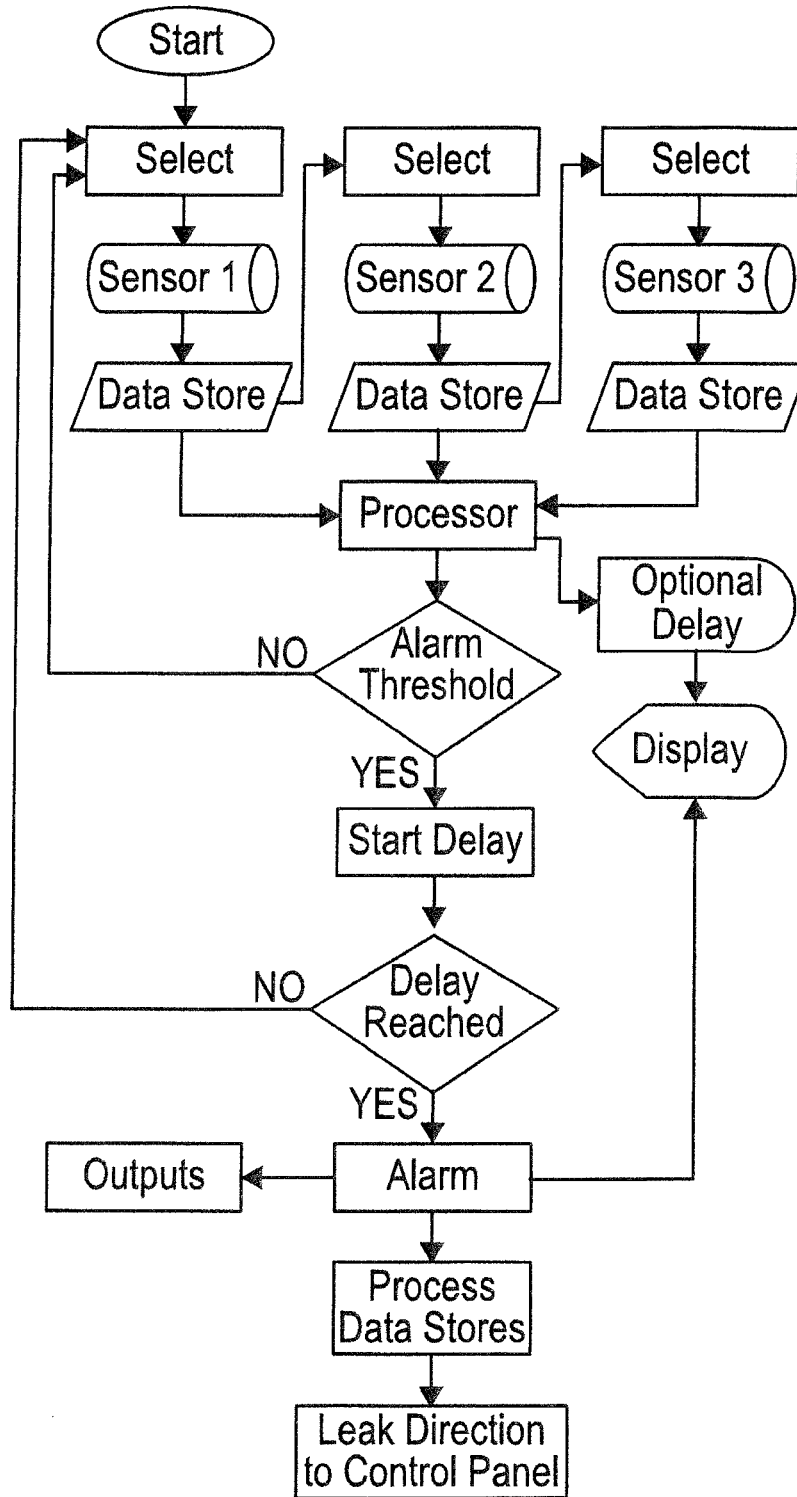 Start
Select
Select
Select
Sensor 1
Sensor 2
Sensor 3
Data Store
Data Store
Data Store
Processor
Optional
Delay
NO
Alarm
Threshold
Display
YES
Start Delay
NO
Delay
Reached
YES
Outputs
Alarm
Process
Data Stores
Leak Direction
to Control Panel